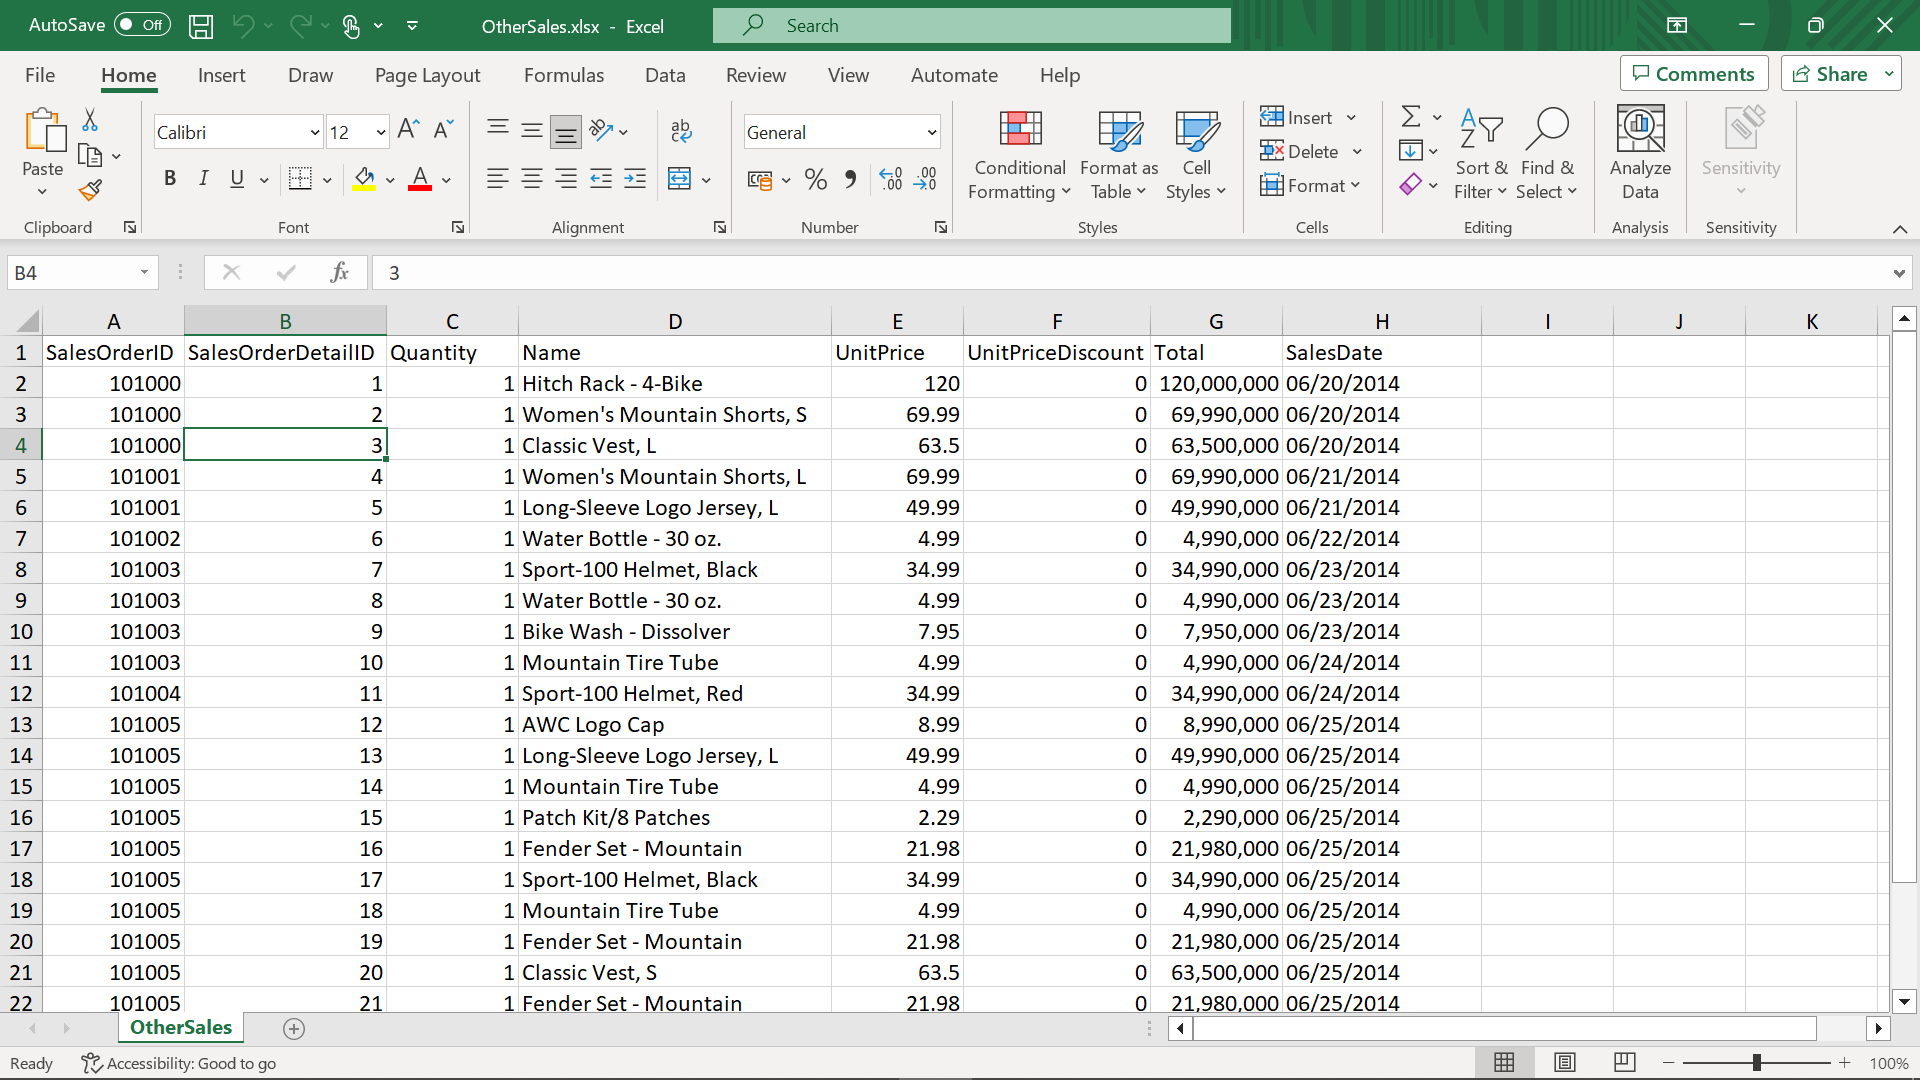 AutoSave Off OtherSales.xlsx - Excel Search
File Home Insert Draw Page Layout Formulas Data Review View Automate Help Comments Share
Paste Calibri 12 General Conditional Formatting Format as Table Cell Styles Insert Delete Format Sort & Filter Find & Select Analyze Data Sensitivity
Clipboard Font Alignment Number Styles Cells Editing Analysis Sensitivity
B4 fx 3
A B C D E F G H I J K
1 SalesOrderID SalesOrderDetailID Quantity Name UnitPrice UnitPriceDiscount Total SalesDate
2 101000 1 1 Hitch Rack - 4-Bike 120 0 120,000,000 06/20/2014
3 101000 2 1 Women's Mountain Shorts, S 69.99 0 69,990,000 06/20/2014
4 101000 3 1 Classic Vest, L 63.5 0 63,500,000 06/20/2014
5 101001 4 1 Women's Mountain Shorts, L 69.99 0 69,990,000 06/21/2014
6 101001 5 1 Long-Sleeve Logo Jersey, L 49.99 0 49,990,000 06/21/2014
7 101002 6 1 Water Bottle - 30 oz. 4.99 0 4,990,000 06/22/2014
8 101003 7 1 Sport-100 Helmet, Black 34.99 0 34,990,000 06/23/2014
9 101003 8 1 Water Bottle - 30 oz. 4.99 0 4,990,000 06/23/2014
10 101003 9 1 Bike Wash - Dissolver 7.95 0 7,950,000 06/23/2014
11 101003 10 1 Mountain Tire Tube 4.99 0 4,990,000 06/24/2014
12 101004 11 1 Sport-100 Helmet, Red 34.99 0 34,990,000 06/24/2014
13 101005 12 1 AWC Logo Cap 8.99 0 8,990,000 06/25/2014
14 101005 13 1 Long-Sleeve Logo Jersey, L 49.99 0 49,990,000 06/25/2014
15 101005 14 1 Mountain Tire Tube 4.99 0 4,990,000 06/25/2014
16 101005 15 1 Patch Kit/8 Patches 2.29 0 2,290,000 06/25/2014
17 101005 16 1 Fender Set - Mountain 21.98 0 21,980,000 06/25/2014
18 101005 17 1 Sport-100 Helmet, Black 34.99 0 34,990,000 06/25/2014
19 101005 18 1 Mountain Tire Tube 4.99 0 4,990,000 06/25/2014
20 101005 19 1 Fender Set - Mountain 21.98 0 21,980,000 06/25/2014
21 101005 20 1 Classic Vest, S 63.5 0 63,500,000 06/25/2014
22 101005 21 1 Fender Set - Mountain 21.98 0 21,980,000 06/25/2014
OtherSales
Ready Accessibility: Good to go 100%